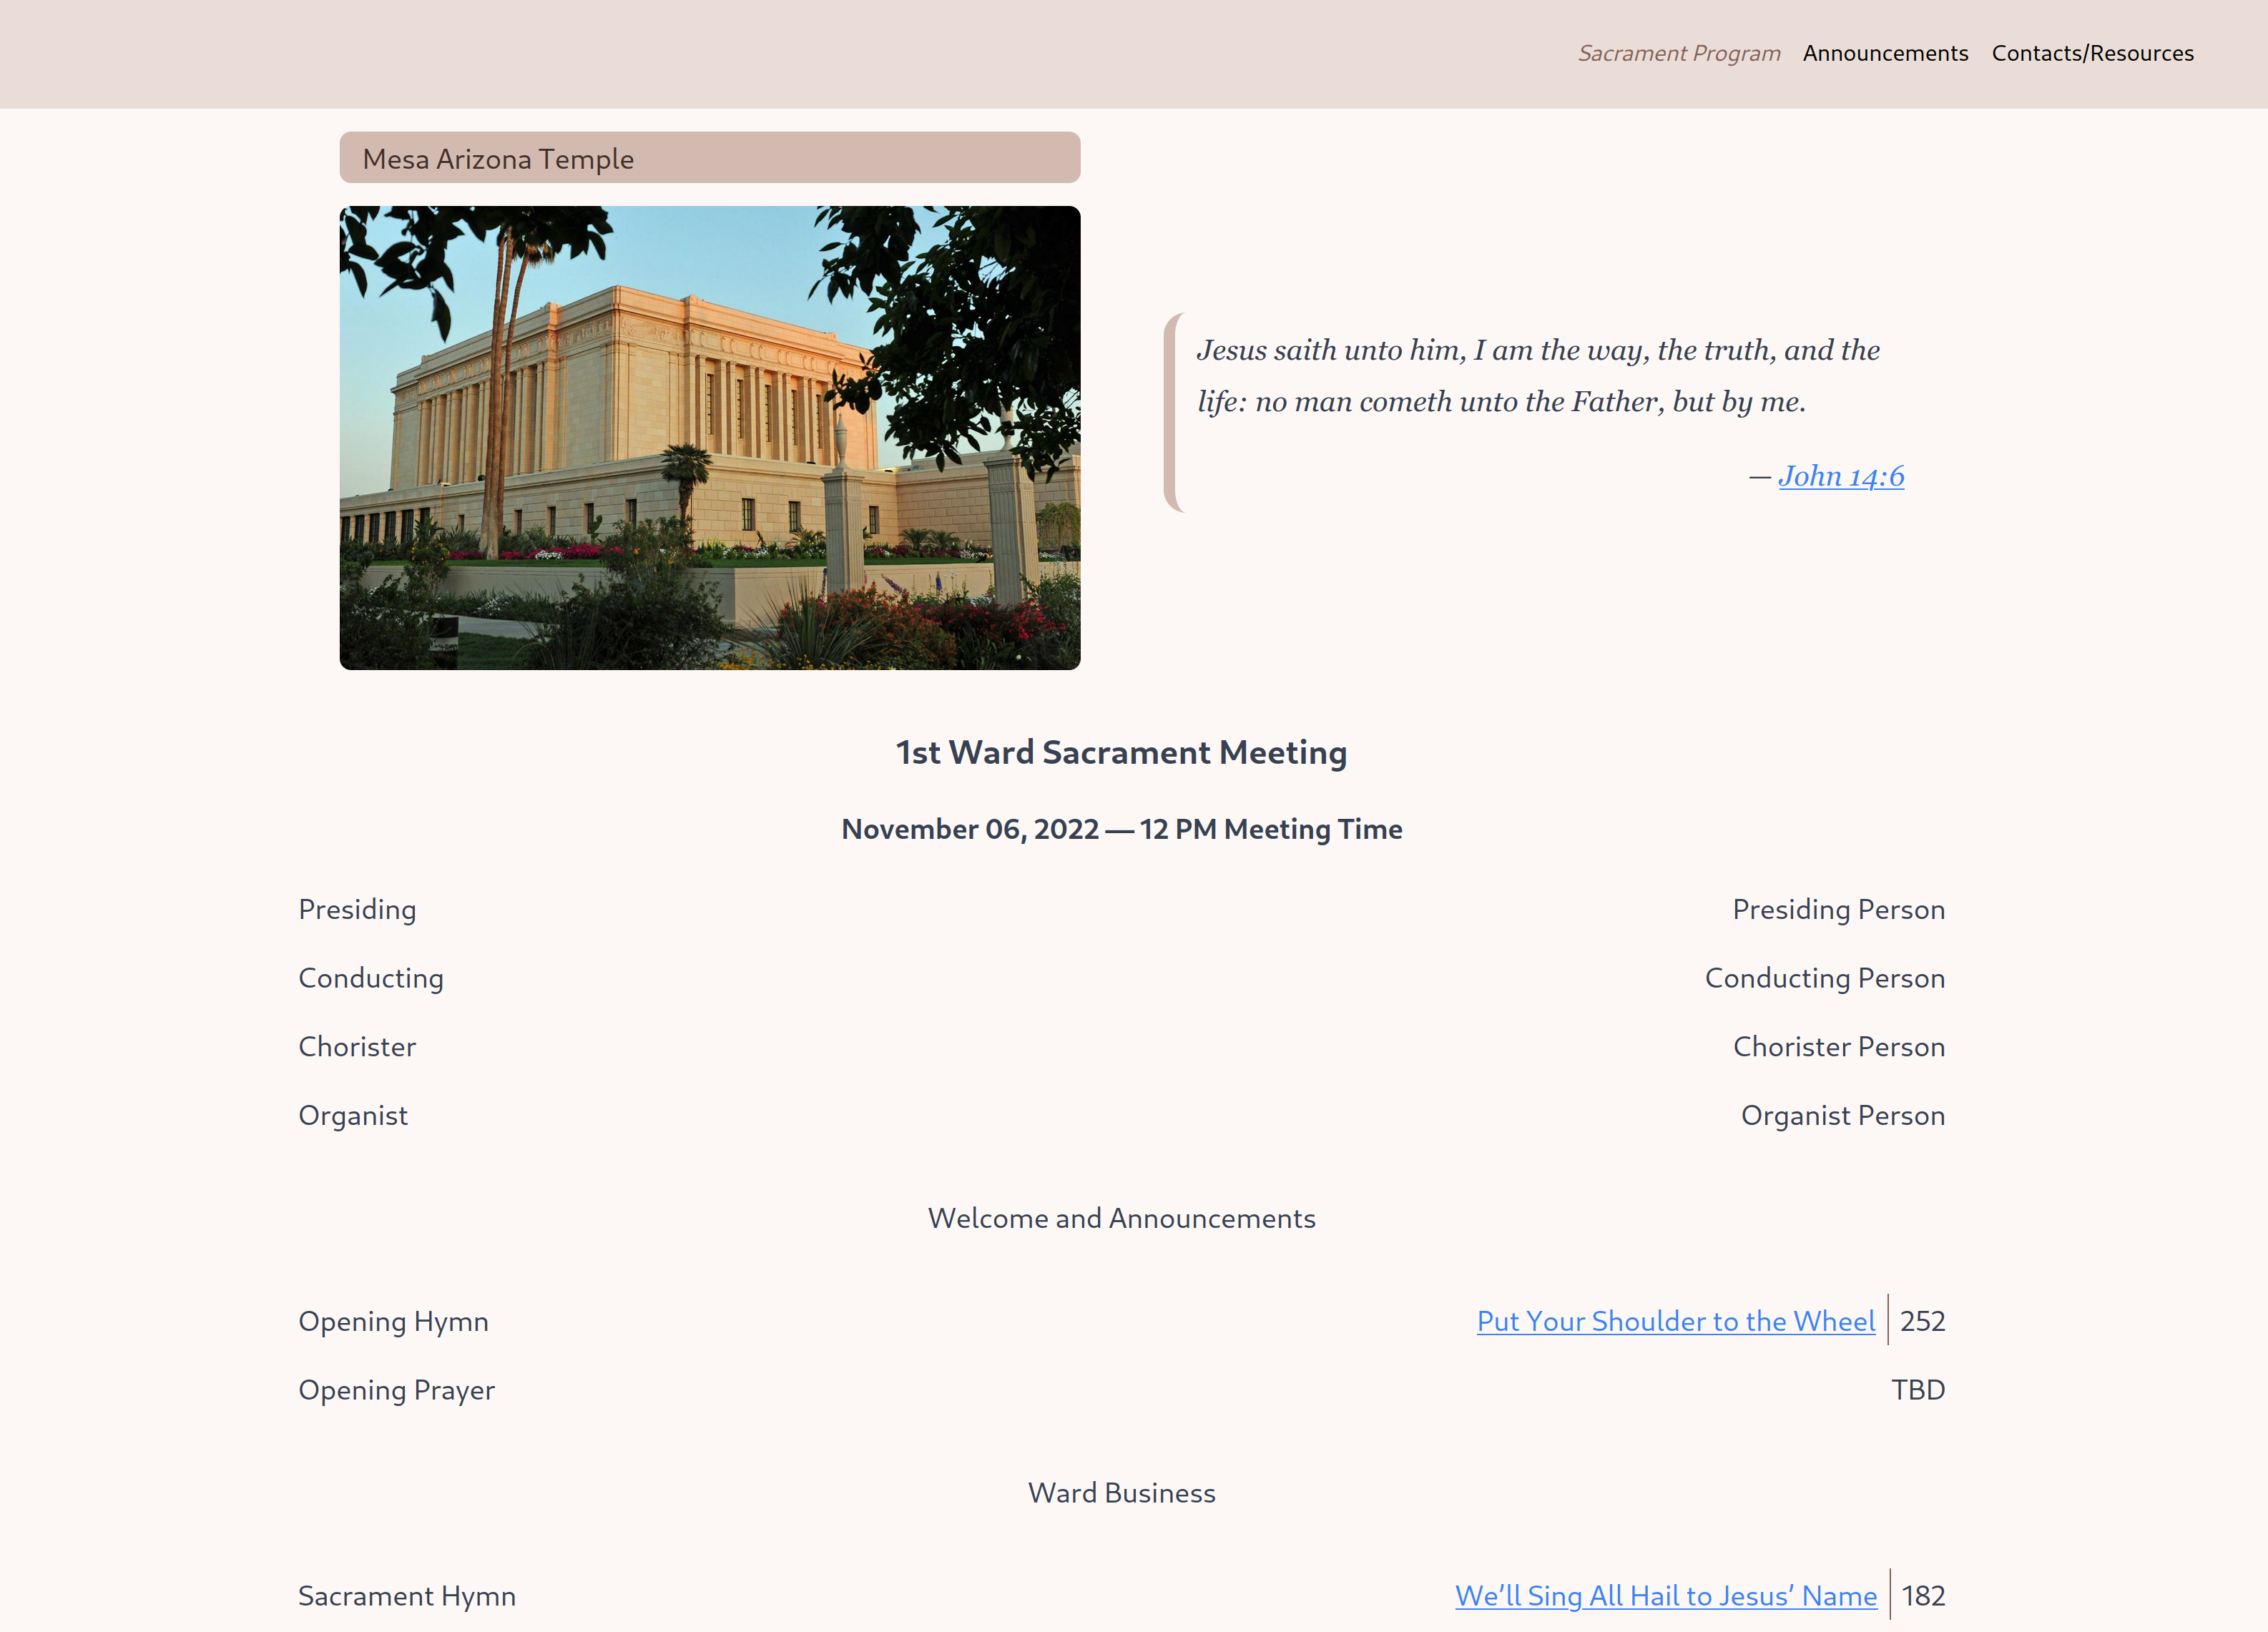 Sacrament Program Announcements Contacts/Resources
Mesa Arizona Temple
Jesus saith unto him, I am the way, the truth, and the
life: no man cometh unto the Father, but by me.
— John 14:6
1st Ward Sacrament Meeting
November 06, 2022 — 12 PM Meeting Time
Presiding Presiding Person
Conducting Conducting Person
Chorister Chorister Person
Organist Organist Person
Welcome and Announcements
Opening Hymn Put Your Shoulder to the Wheel 252
Opening Prayer TBD
Ward Business
Sacrament Hymn We’ll Sing All Hail to Jesus’ Name 182